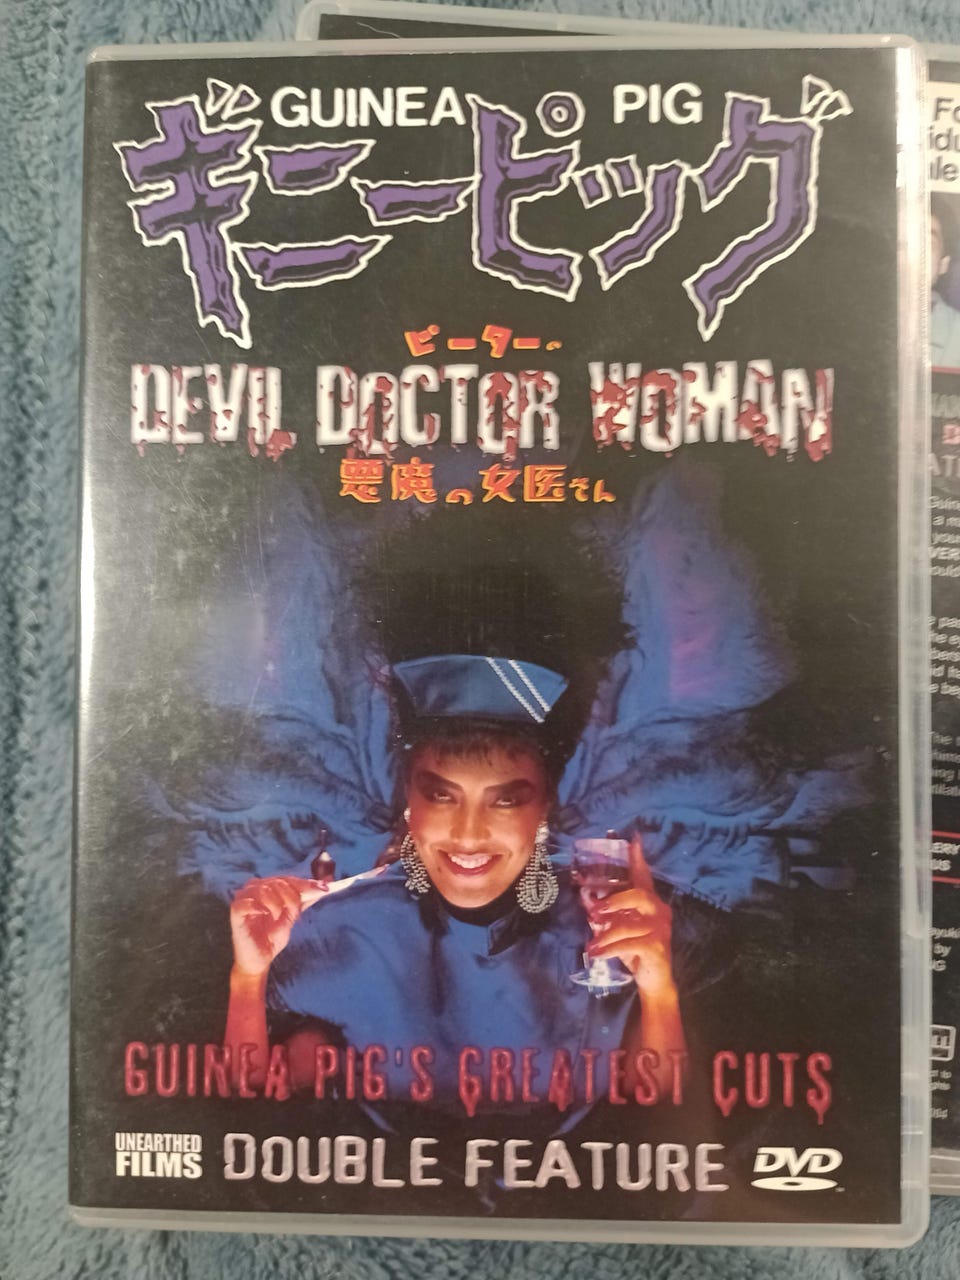 GUINEA PIG
ギニーピッグ
ピーターの
DEVIL DOCTOR WOMAN
悪魔の女医さん
GUINEA PIG'S GREATEST CUTS
UNEARTHED
FILMS
DOUBLE FEATURE
DVD